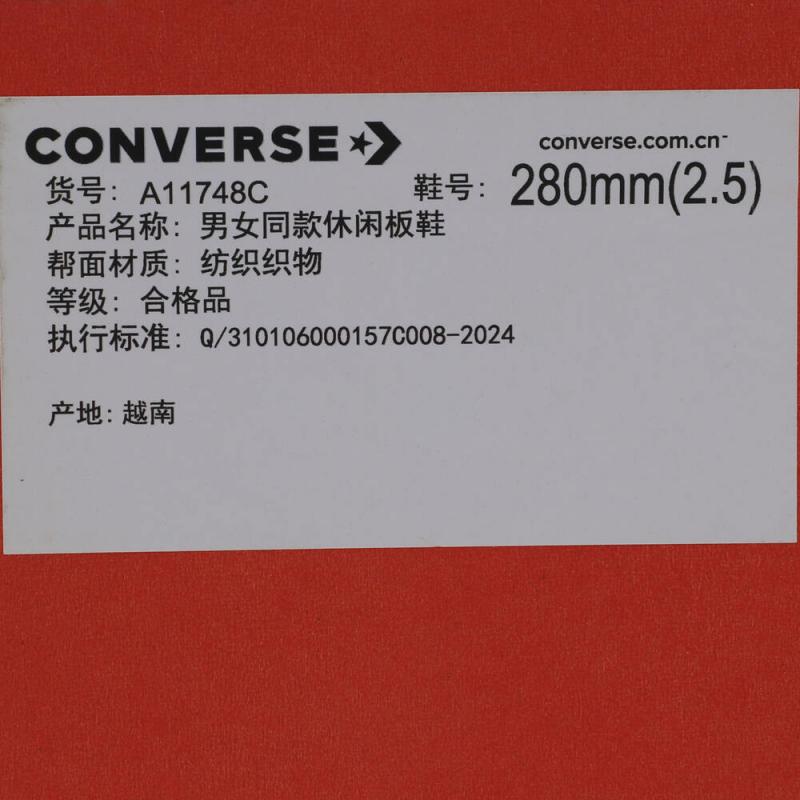 CONVERSE
converse.com.cn
货号: A11748C
鞋号: 280mm(2.5)
产品名称: 男女同款休闲板鞋
帮面材质: 纺织织物
等级: 合格品
执行标准: Q/310106000157C008-2024
产地: 越南